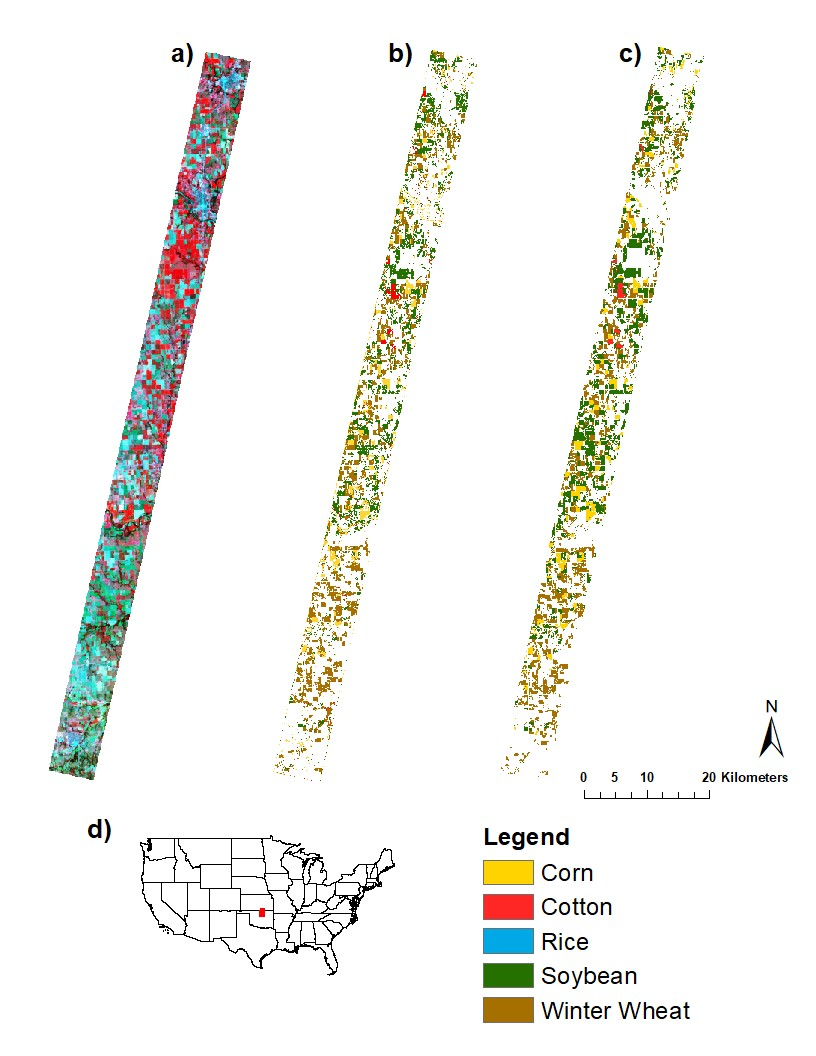 a)
b)
c)
N
0 5 10 20 Kilometers
d)
Legend
Corn
Cotton
Rice
Soybean
Winter Wheat